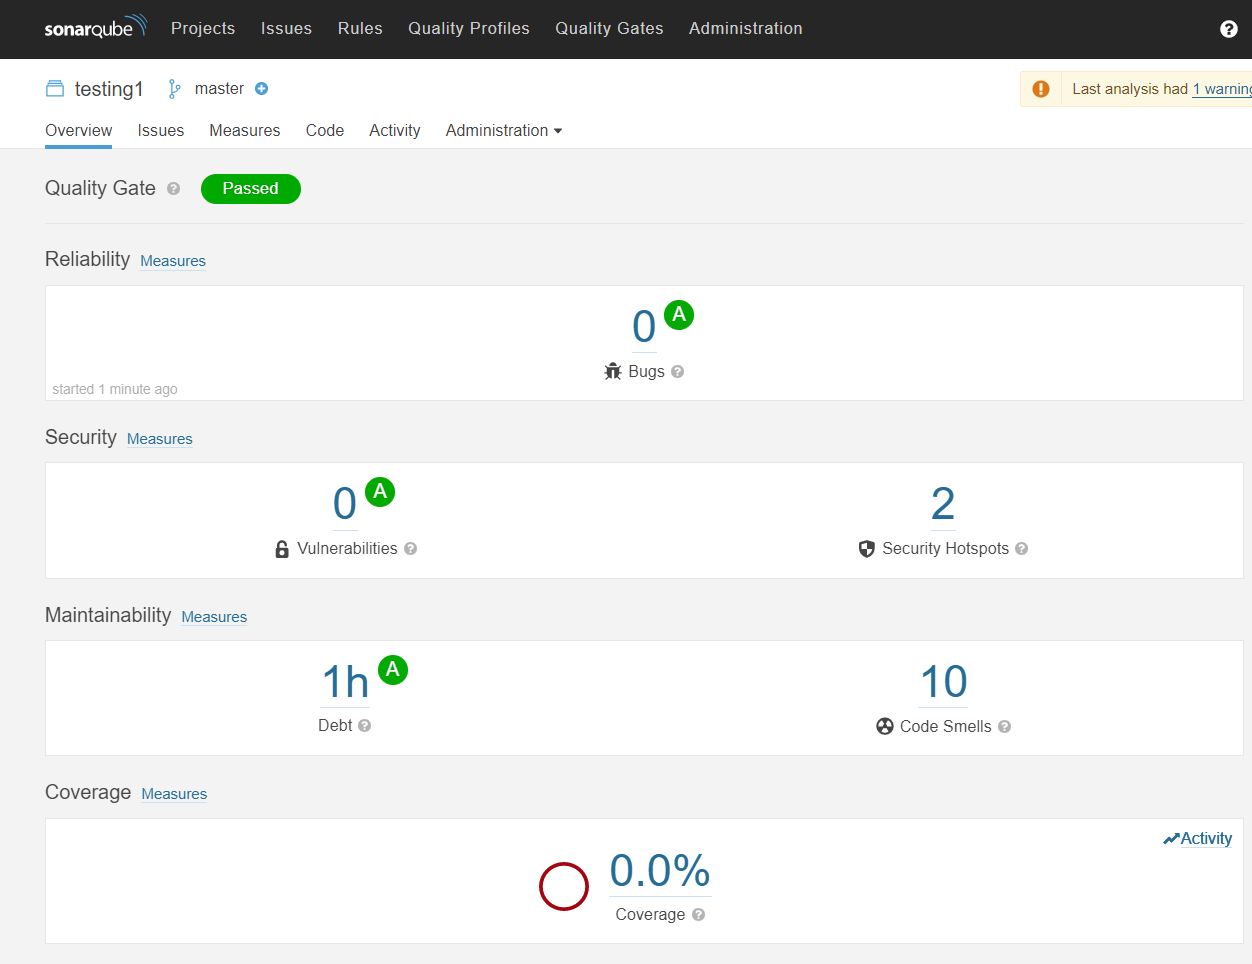 sonarqube Projects Issues Rules Quality Profiles Quality Gates Administration ?
testing1 master
Last analysis had 1 warning
Overview Issues Measures Code Activity Administration
Quality Gate ? Passed
Reliability Measures
0 A
Bugs ?
started 1 minute ago
Security Measures
0 A 2
Vulnerabilities ? Security Hotspots ?
Maintainability Measures
1h A 10
Debt ? Code Smells ?
Coverage Measures
Activity
0.0%
Coverage ?